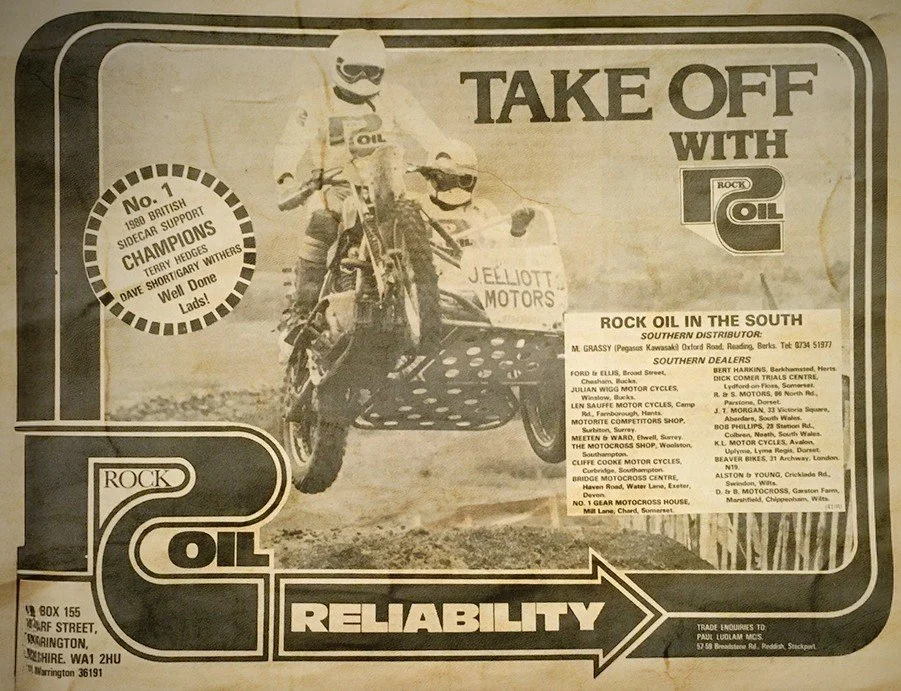 TAKE OFF
WITH
ROCK
OIL
R
OIL
No. 1
1980 BRITISH
SIDECAR SUPPORT
CHAMPIONS
TERRY HEDGES
DAVE SHORT/GARY WITHERS
Well Done
Lads!
J.ELLIOTT
MOTORS
ROCK OIL IN THE SOUTH
SOUTHERN DISTRIBUTOR:
M. GRASSY (Pegasus Kawasaki) Oxford Road, Reading, Berks. Tel: 0734 51977
SOUTHERN DEALERS
FORD & ELLIS, Broad Street,
Chesham, Bucks.
JULIAN WIGG MOTOR CYCLES,
Winslow, Bucks.
LEN SAUFFE MOTOR CYCLES, Camp
Rd., Farnborough, Hants.
MOTORITE COMPETITORS SHOP,
Surbiton, Surrey.
MEETEN & WARD, Elwell, Surrey.
THE MOTOCROSS SHOP, Woolston,
Southampton.
CLIFFE COOKE MOTOR CYCLES,
Curbridge, Southampton.
BRIDGE MOTOCROSS CENTRE,
Haven Road, Water Lane, Exeter,
Devon.
NO. 1 GEAR MOTOCROSS HOUSE,
Mill Lane, Chard, Somerset.
BERT HARKINS, Berkhamsted, Herts.
DICK COMER TRIALS CENTRE,
Lydford-on-Foss, Somerset.
R. & S. MOTORS, 96 North Rd.,
Parstone, Dorset.
J. T. MORGAN, 33 Victoria Square,
Aberdare, South Wales.
BOB PHILLIPS, 28 Station Rd.,
Colbren, Neath, South Wales.
K.L. MOTOR CYCLES, Avalon,
Uplyme, Lyme Regis, Dorset.
BEAVER BIKES, 31 Archway, London.
N19.
ALSTON & YOUNG, Cricklade Rd.,
Swindon, Wilts.
D. & B. MOTOCROSS, Garston Farm,
Marshfield, Chippenham, Wilts.
ROCK
OIL
RELIABILITY
BOX 155
STREET,
WA1 2HU
Warrington 36191
TRADE ENQUIRIES TO:
PAUL LUDLAM M/C/S.
57-59 Broadstone Rd., Reddish, Stockport.